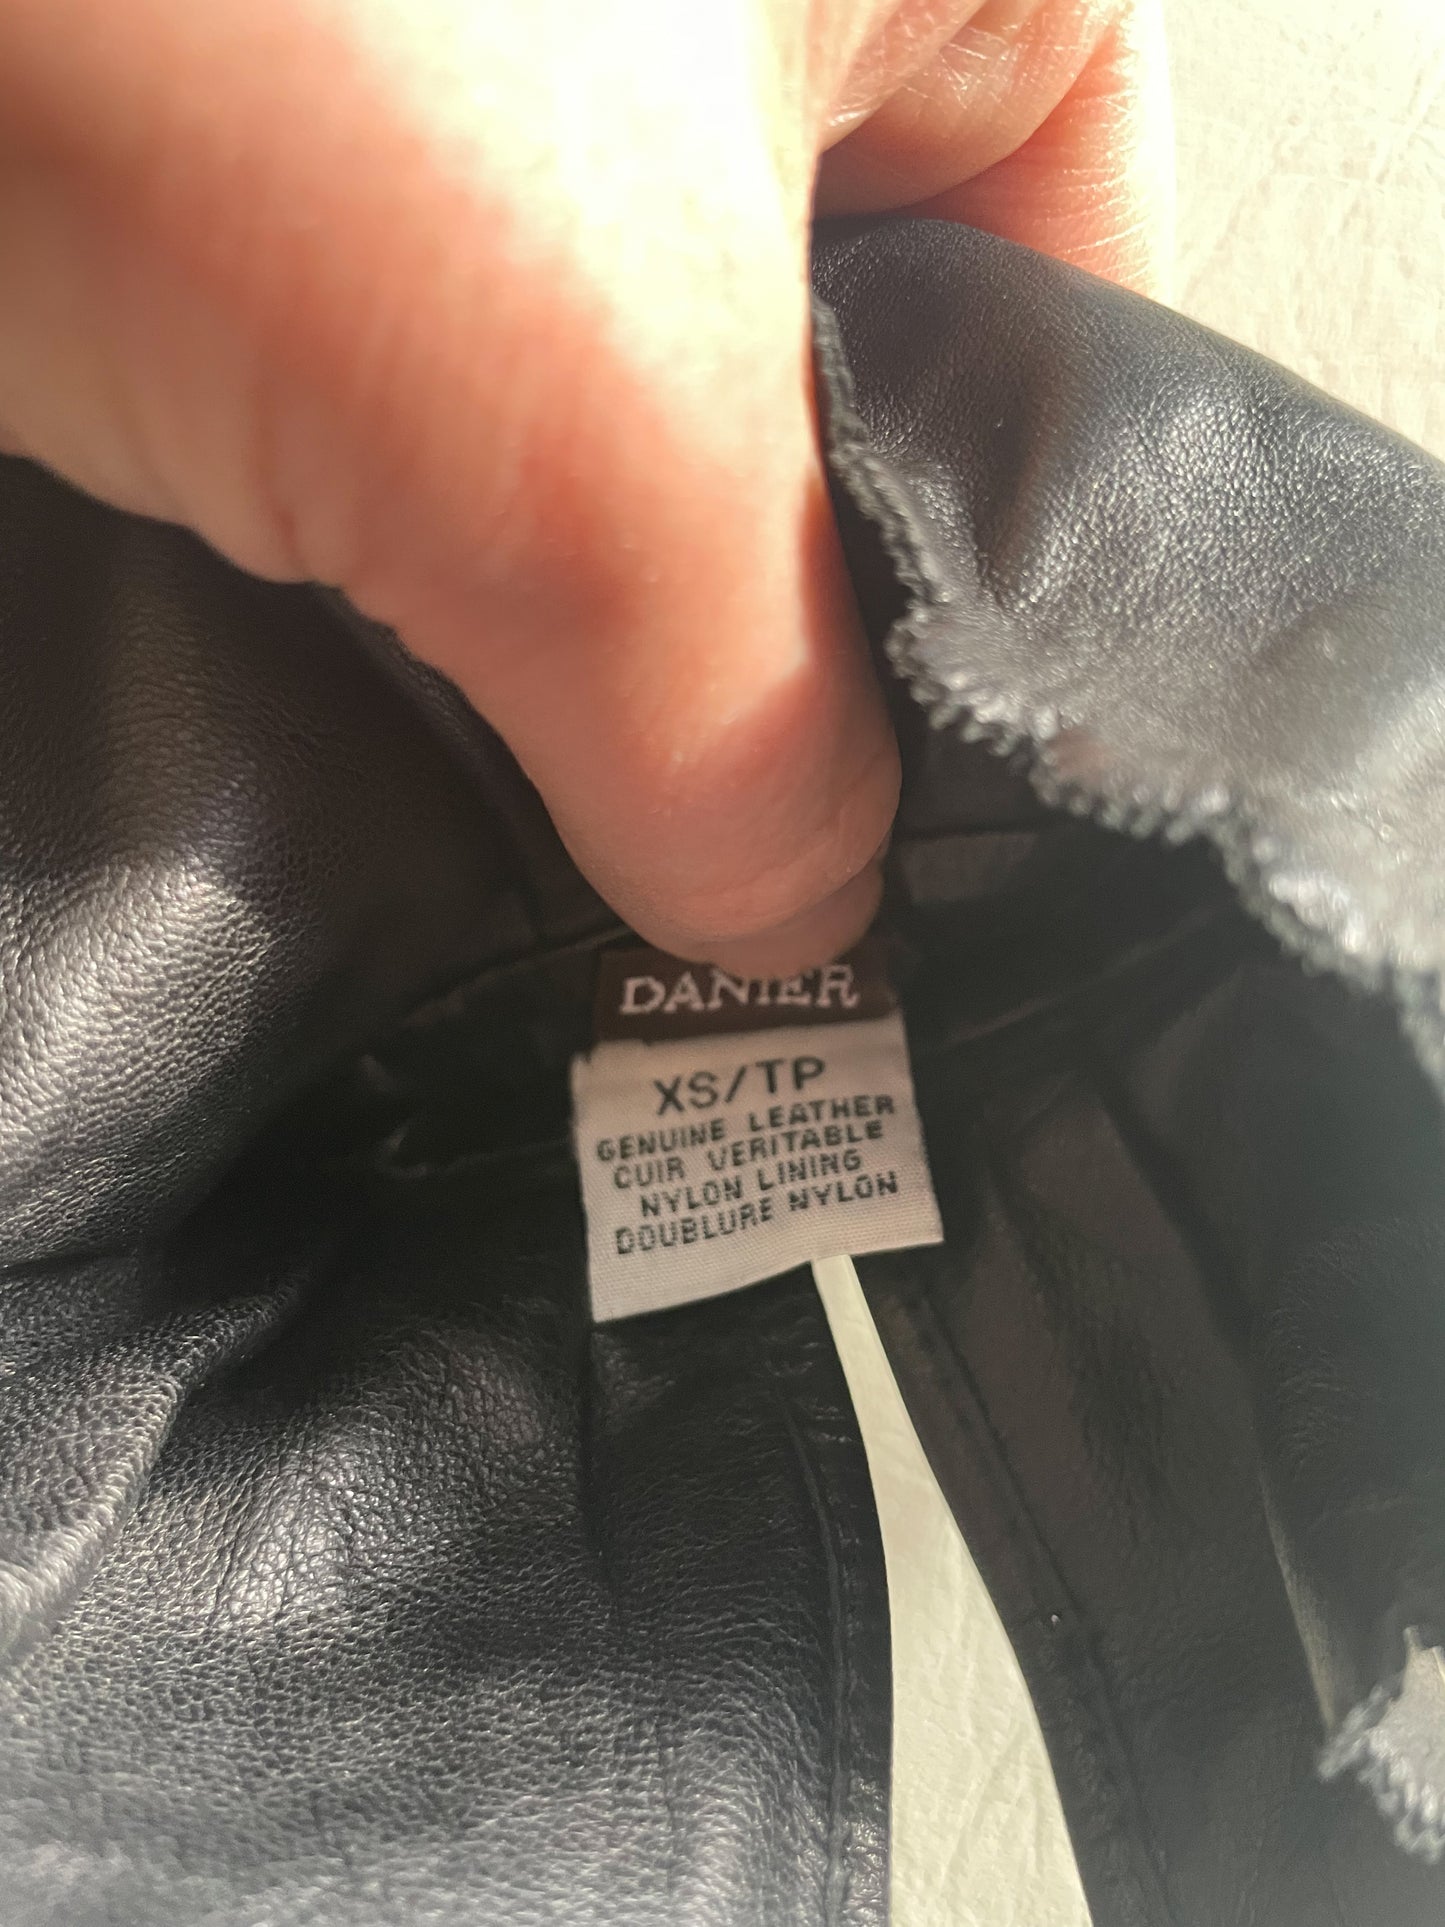 DANIER
XS/TP
GENUINE LEATHER
CUIR VERITABLE
NYLON LINING
DOUBLURE NYLON